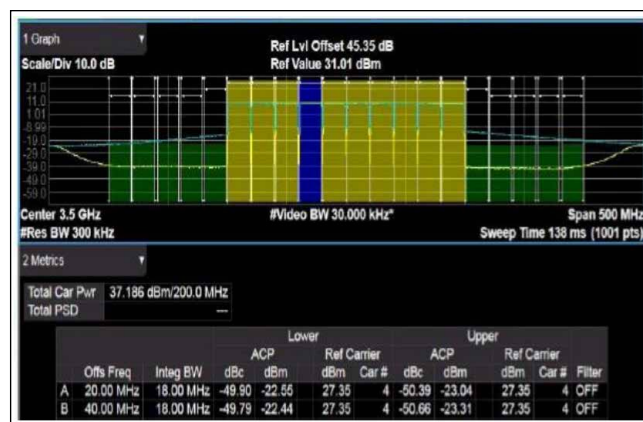 1 Graph
Ref Lvl Offset 45.35 dB
Scale/Div 10.0 dB
Ref Value 31.01 dBm
21.0
11.0
1.01
-8.99
-19.0
-29.0
-39.0
-49.0
-59.0
Center 3.5 GHz
#Video BW 30.000 kHz*
Span 500 MHz
#Res BW 300 kHz
Sweep Time 138 ms (1001 pts)
2 Metrics
Total Car Pwr 37.186 dBm/200.0 MHz
Total PSD ---
Lower Upper
ACP Ref Carrier ACP Ref Carrier
Offs Freq Integ BW dBc dBm dBm Car # dBc dBm dBm Car # Filter
A 20.00 MHz 18.00 MHz -49.90 -22.55 27.35 4 -50.39 -23.04 27.35 4 OFF
B 40.00 MHz 18.00 MHz -49.79 -22.44 27.35 4 -50.66 -23.31 27.35 4 OFF